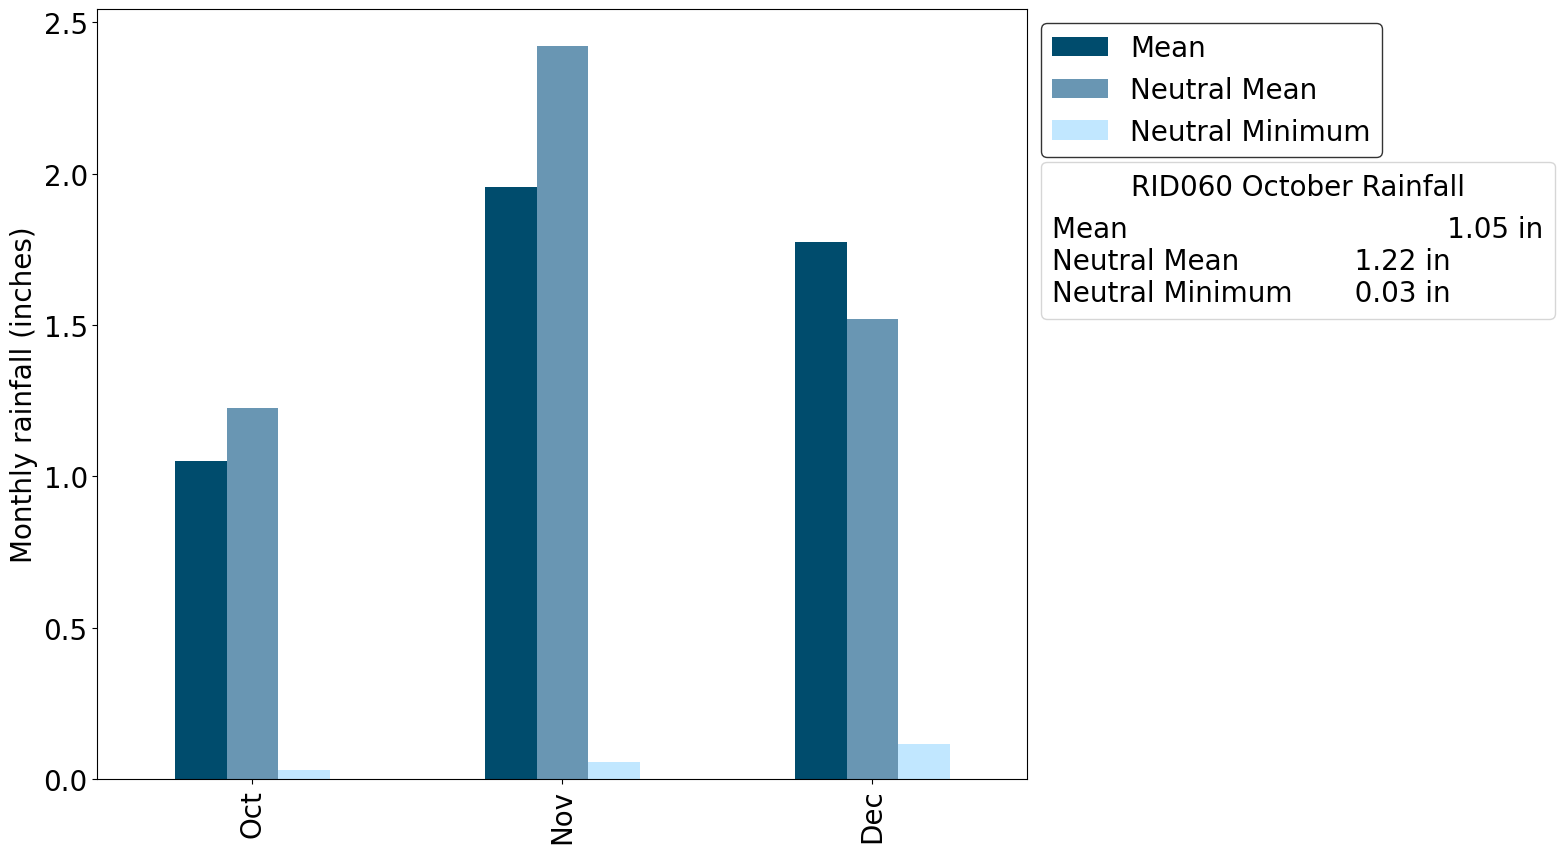 Monthly rainfall (inches)
2.5
2.0
1.5
1.0
0.5
0.0
Oct
Nov
Dec
Mean
Neutral Mean
Neutral Minimum
RID060 October Rainfall
Mean 1.05 in
Neutral Mean 1.22 in
Neutral Minimum 0.03 in